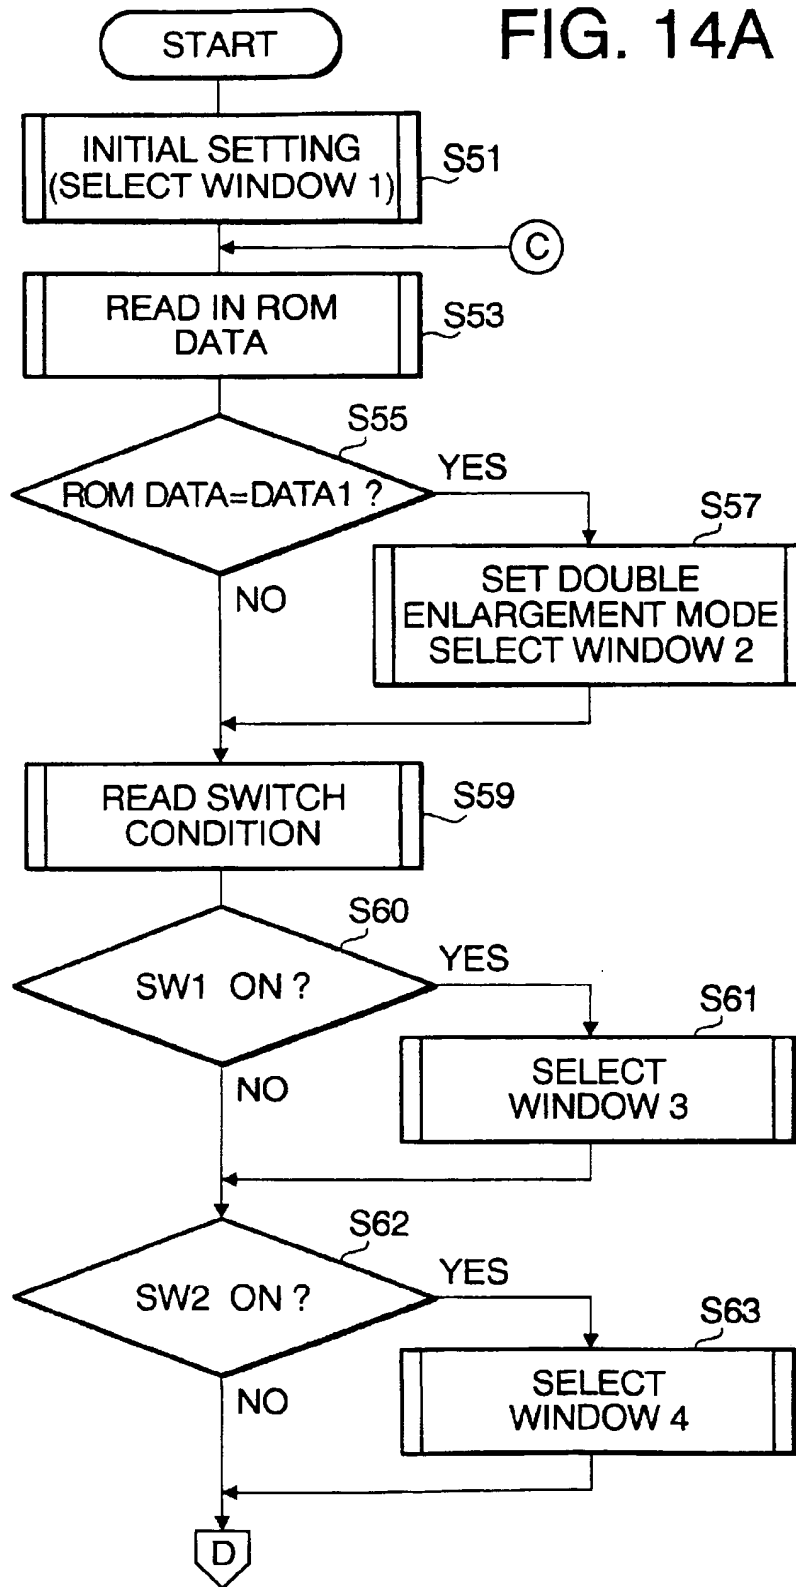 FIG. 14A
START
INITIAL SETTING
(SELECT WINDOW 1)
S51
C
READ IN ROM
DATA
S53
S55
ROM DATA=DATA1 ?
YES
NO
S57
SET DOUBLE
ENLARGEMENT MODE
SELECT WINDOW 2
READ SWITCH
CONDITION
S59
S60
SW1 ON ?
YES
NO
S61
SELECT
WINDOW 3
S62
SW2 ON ?
YES
NO
S63
SELECT
WINDOW 4
D